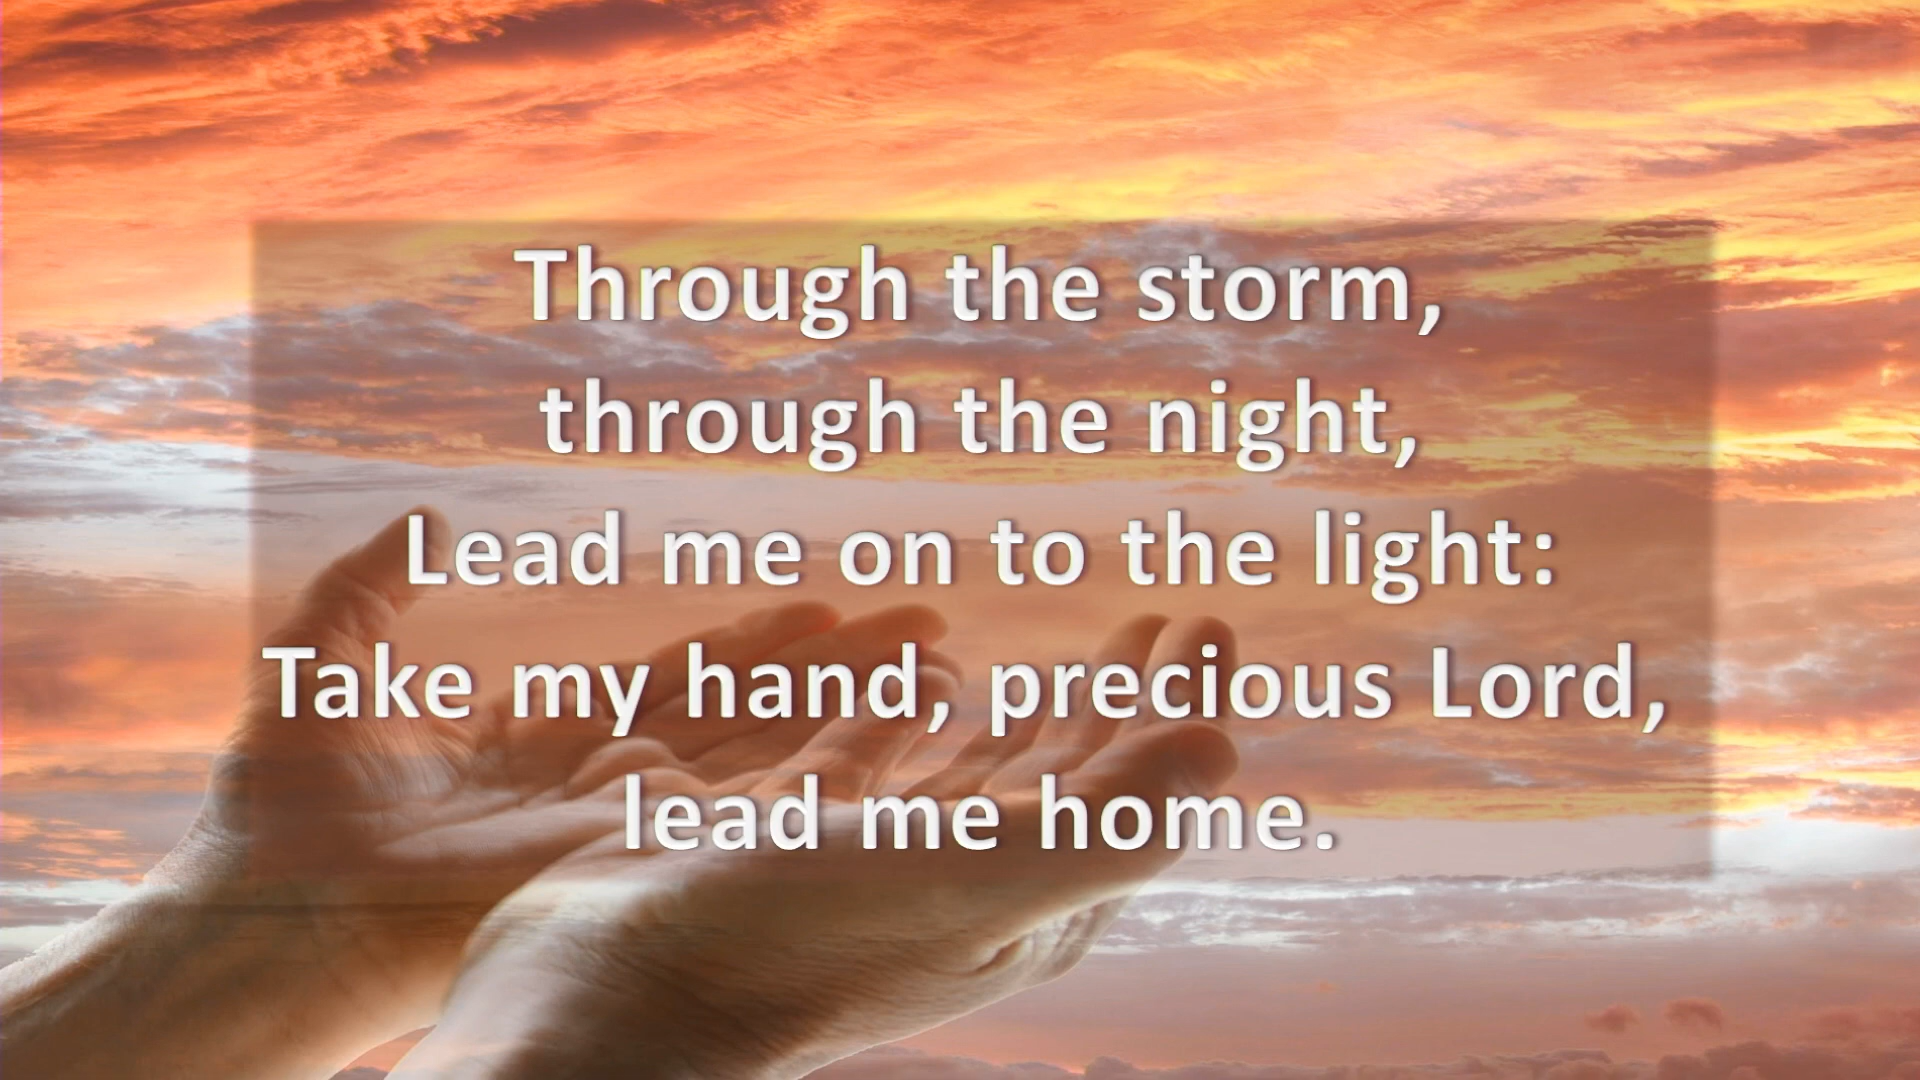 Through the storm,
through the night,
Lead me on to the light:
Take my hand, precious Lord,
lead me home.